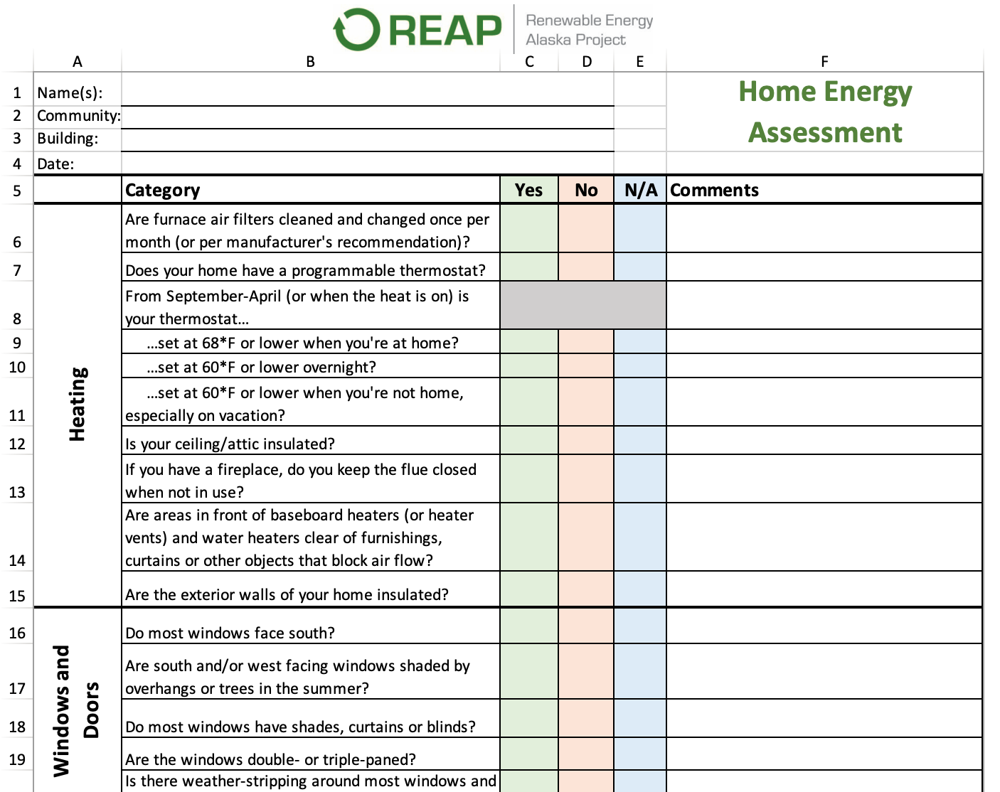 REAP
Renewable Energy
Alaska Project
A B C D E F
1 Name(s):
Home Energy
Assessment
2 Community:
3 Building:
4 Date:
5 Category Yes No N/A Comments
Heating
Are furnace air filters cleaned and changed once per
6 month (or per manufacturer's recommendation)?
7 Does your home have a programmable thermostat?
From September-April (or when the heat is on) is
8 your thermostat...
9 ...set at 68*F or lower when you're at home?
10 ...set at 60*F or lower overnight?
...set at 60*F or lower when you're not home,
11 especially on vacation?
12 Is your ceiling/attic insulated?
If you have a fireplace, do you keep the flue closed
13 when not in use?
Are areas in front of baseboard heaters (or heater
vents) and water heaters clear of furnishings,
14 curtains or other objects that block air flow?
15 Are the exterior walls of your home insulated?
Windows and
Doors
16 Do most windows face south?
Are south and/or west facing windows shaded by
17 overhangs or trees in the summer?
18 Do most windows have shades, curtains or blinds?
19 Are the windows double- or triple-paned?
Is there weather-stripping around most windows and